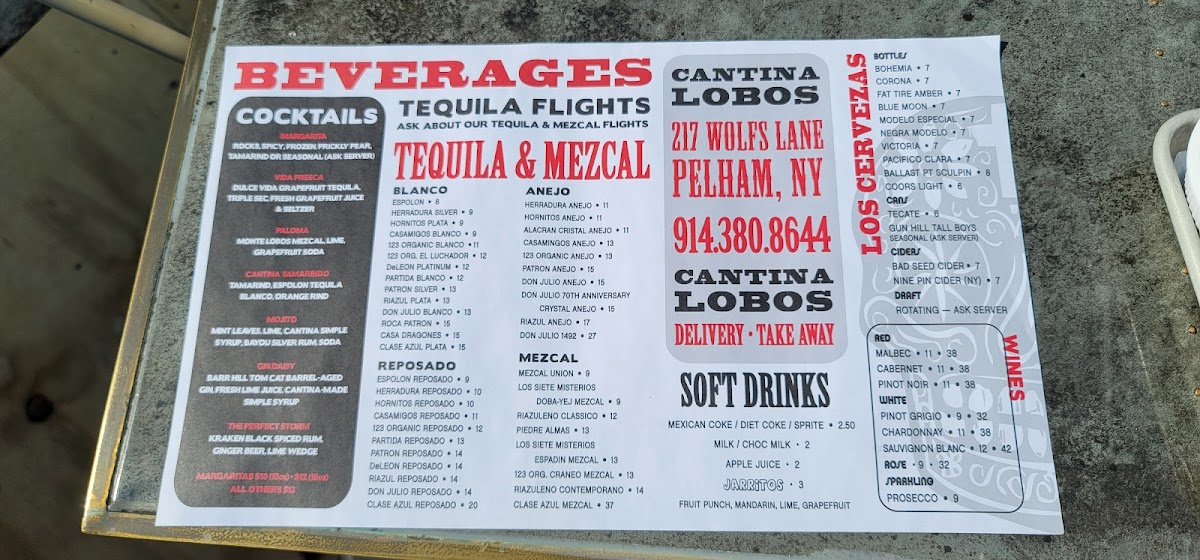 BEVERAGES
COCKTAILS
MARGARITA
ROCKS, SPICY, FROZEN, PRICKLY PEAR,
TAMARIND OR SEASONAL (ASK SERVER)
VIDA FRESCA
DULCE VIDA GRAPEFRUIT TEQUILA,
TRIPLE SEC, FRESH GRAPEFRUIT JUICE
& SELTZER
PALOMA
MONTE LOBOS MEZCAL, LIME,
GRAPEFRUIT SODA
CANTINA TAMARINDO
TAMARIND, ESPOLON TEQUILA
BLANCO, ORANGE RIND
MOJITO
MINT LEAVES, LIME, CANTINA SIMPLE
SYRUP, BAYOU SILVER RUM, SODA
GIN DAISY
BARR HILL TOM CAT BARREL-AGED
GIN, FRESH LIME JUICE, CANTINA-MADE
SIMPLE SYRUP
THE PERFECT STORM
KRAKEN BLACK SPICED RUM,
GINGER BEER, LIME WEDGE
MARGARITAS $10 (10oz) • $12 (16oz)
ALL OTHERS $12
TEQUILA FLIGHTS
ASK ABOUT OUR TEQUILA & MEZCAL FLIGHTS
TEQUILA & MEZCAL
BLANCO
ESPOLON • 8
HERRADURA SILVER • 9
HORNITOS PLATA • 9
CASAMIGOS BLANCO • 9
123 ORGANIC BLANCO • 11
123 ORG. EL LUCHADOR • 12
DeLEON PLATINUM • 12
PARTIDA BLANCO • 12
PATRON SILVER • 13
RIAZUL PLATA • 13
DON JULIO BLANCO • 13
ROCA PATRON • 15
CASA DRAGONES • 15
CLASE AZUL PLATA • 15
REPOSADO
ESPOLON REPOSADO • 9
HERRADURA REPOSADO • 10
HORNITOS REPOSADO • 10
CASAMIGOS REPOSADO • 11
123 ORGANIC REPOSADO • 12
PARTIDA REPOSADO • 13
PATRON REPOSADO • 14
DeLEON REPOSADO • 14
RIAZUL REPOSADO • 14
DON JULIO REPOSADO • 14
CLASE AZUL REPOSADO • 20
ANEJO
HERRADURA ANEJO • 11
HORNITOS ANEJO • 11
ALACRAN CRISTAL ANEJO • 11
CASAMINGOS ANEJO • 13
123 ORGANIC ANEJO • 13
PATRON ANEJO • 15
DON JULIO ANEJO • 15
DON JULIO 70TH ANNIVERSARY
CRYSTAL ANEJO • 15
RIAZUL ANEJO • 17
DON JULIO 1492 • 27
MEZCAL
MEZCAL UNION • 9
LOS SIETE MISTERIOS
DOBA-YEJ MEZCAL • 9
RIAZULENO CLASSICO • 12
PIEDRE ALMAS • 13
LOS SIETE MISTERIOS
ESPADIN MEZCAL • 13
123 ORG. CRANEO MEZCAL • 13
RIAZULENO CONTEMPORANO • 14
CLASE AZUL MEZCAL • 37
CANTINA
LOBOS
217 WOLFS LANE
PELHAM, NY
914.380.8644
CANTINA
LOBOS
DELIVERY • TAKE AWAY
SOFT DRINKS
MEXICAN COKE / DIET COKE / SPRITE • 2.50
MILK / CHOC MILK • 2
APPLE JUICE • 2
JARRITOS • 3
FRUIT PUNCH, MANDARIN, LIME, GRAPEFRUIT
LOS CERVEZAS
BOTTLES
BOHEMIA • 7
CORONA • 7
FAT TIRE AMBER • 7
BLUE MOON • 7
MODELO ESPECIAL • 7
NEGRA MODELO • 7
VICTORIA • 7
PACIFICO CLARA • 7
BALLAST PT SCULPIN • 8
COORS LIGHT • 6
CANS
TECATE • 6
GUN HILL TALL BOYS
SEASONAL (ASK SERVER)
CIDERS
BAD SEED CIDER • 7
NINE PIN CIDER (NY) • 7
DRAFT
ROTATING — ASK SERVER
WINES
RED
MALBEC • 11 • 38
CABERNET • 11 • 38
PINOT NOIR • 11 • 38
WHITE
PINOT GRIGIO • 9 • 32
CHARDONNAY • 11 • 38
SAUVIGNON BLANC • 12 • 42
ROSE • 9 • 32
SPARKLING
PROSECCO • 9